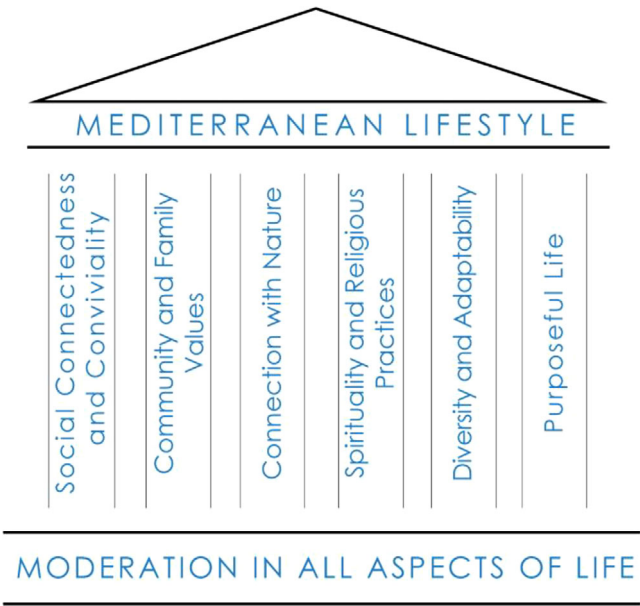 MEDITERRANEAN LIFESTYLE
Social Connectedness
and Conviviality
Community and Family
Values
Connection with Nature
Spirituality and Religious
Practices
Diversity and Adaptability
Purposeful Life
MODERATION IN ALL ASPECTS OF LIFE